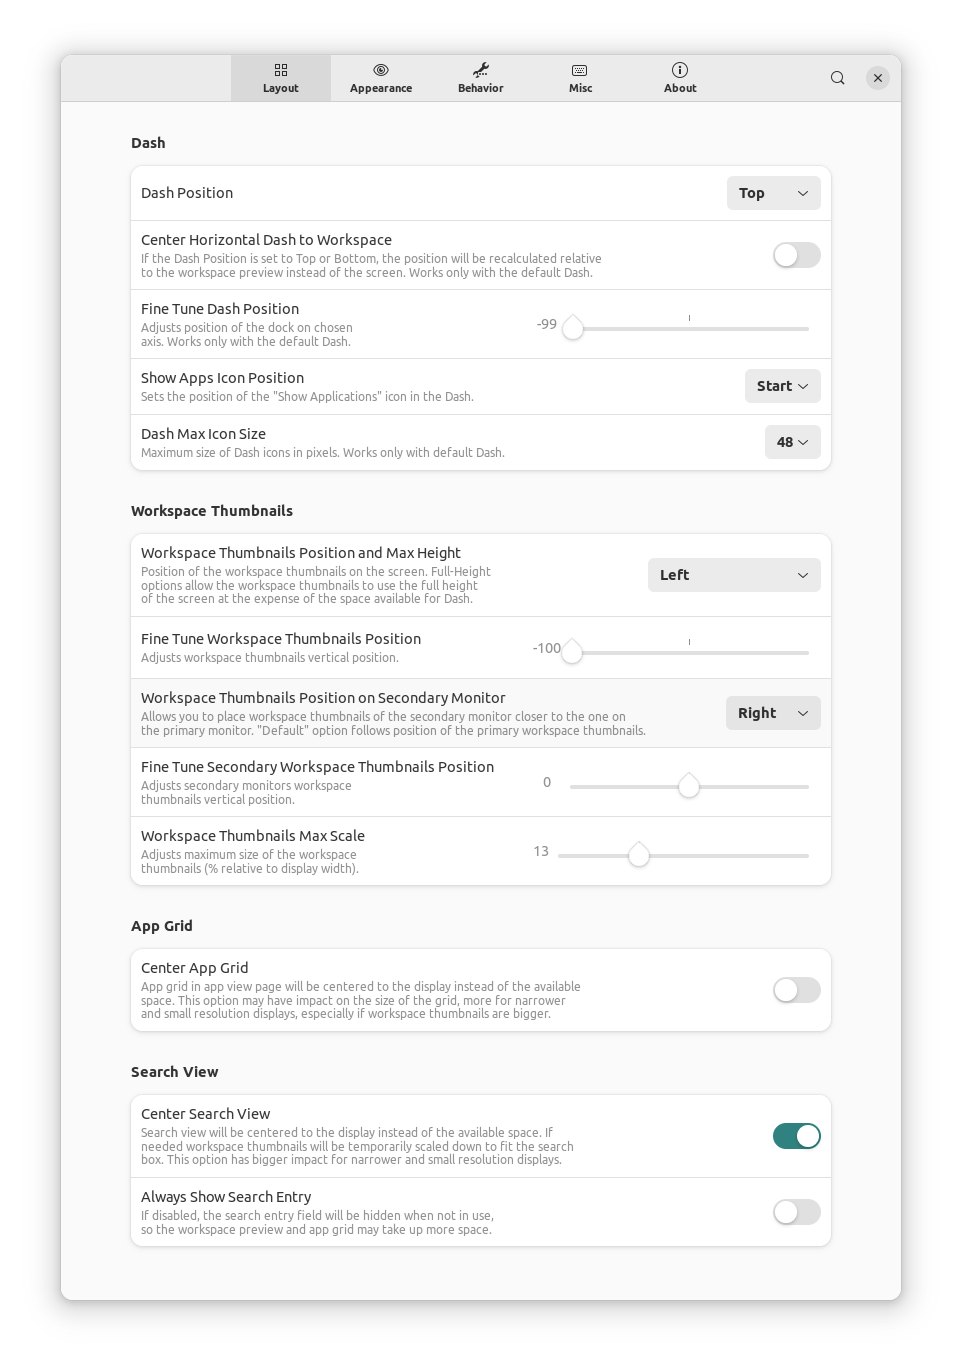 Layout
Appearance
Behavior
Misc
About
Dash
Dash Position
Top
Center Horizontal Dash to Workspace
If the Dash Position is set to Top or Bottom, the position will be recalculated relative
to the workspace preview instead of the screen. Works only with the default Dash.
Fine Tune Dash Position
Adjusts position of the dock on chosen
axis. Works only with the default Dash.
-99
Show Apps Icon Position
Sets the position of the "Show Applications" icon in the Dash.
Start
Dash Max Icon Size
Maximum size of Dash icons in pixels. Works only with default Dash.
48
Workspace Thumbnails
Workspace Thumbnails Position and Max Height
Position of the workspace thumbnails on the screen. Full-Height
options allow the workspace thumbnails to use the full height
of the screen at the expense of the space available for Dash.
Left
Fine Tune Workspace Thumbnails Position
Adjusts workspace thumbnails vertical position.
-100
Workspace Thumbnails Position on Secondary Monitor
Allows you to place workspace thumbnails of the secondary monitor closer to the one on
the primary monitor. "Default" option follows position of the primary workspace thumbnails.
Right
Fine Tune Secondary Workspace Thumbnails Position
Adjusts secondary monitors workspace
thumbnails vertical position.
0
Workspace Thumbnails Max Scale
Adjusts maximum size of the workspace
thumbnails (% relative to display width).
13
App Grid
Center App Grid
App grid in app view page will be centered to the display instead of the available
space. This option may have impact on the size of the grid, more for narrower
and small resolution displays, especially if workspace thumbnails are bigger.
Search View
Center Search View
Search view will be centered to the display instead of the available space. If
needed workspace thumbnails will be temporarily scaled down to fit the search
box. This option has bigger impact for narrower and small resolution displays.
Always Show Search Entry
If disabled, the search entry field will be hidden when not in use,
so the workspace preview and app grid may take up more space.